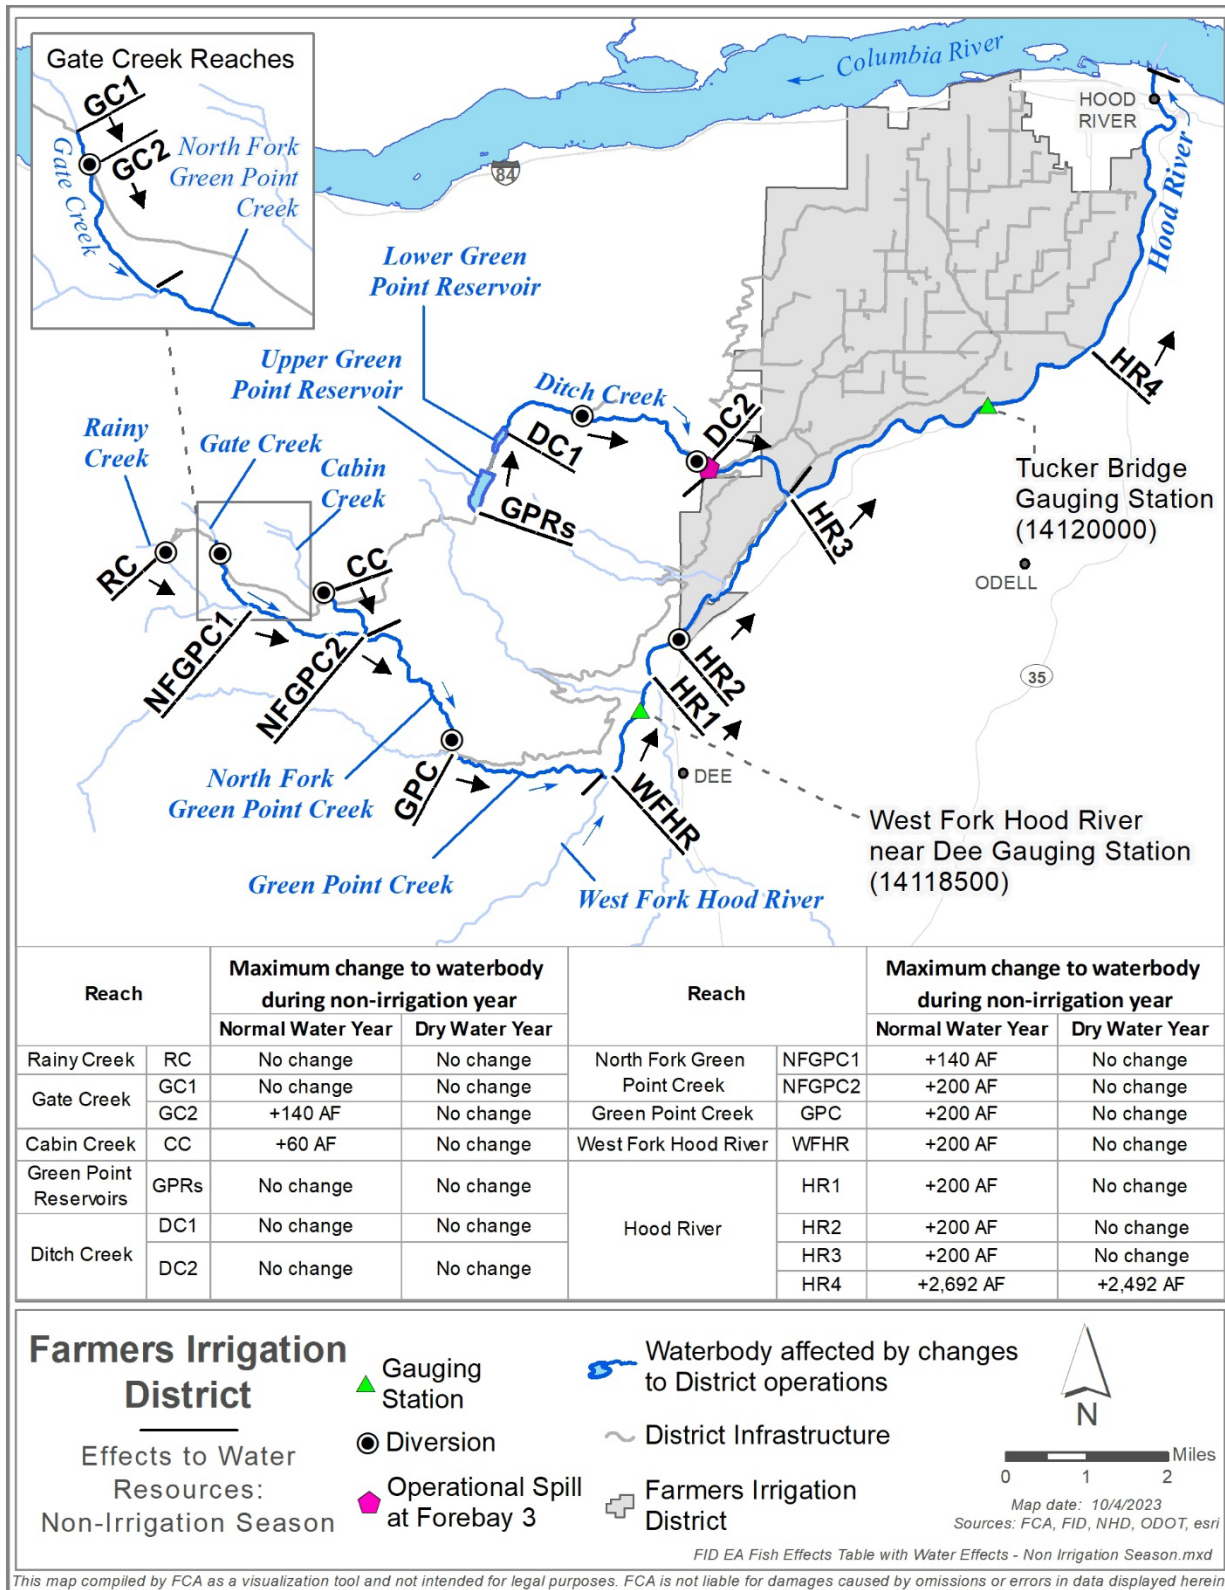 Gate Creek Reaches
GC1
GC2
Gate Creek
North Fork
Green Point
Creek
Columbia River
84
HOOD
RIVER
Hood River
Lower Green
Point Reservoir
Upper Green
Point Reservoir
Ditch Creek
DC2
DC1
HR4
Rainy
Creek
Gate Creek
Cabin
Creek
GPRs
HR3
Tucker Bridge
Gauging Station
(14120000)
ODELL
RC
CC
NFGPC1
NFGPC2
HR2
HR1
35
North Fork
Green Point Creek
GPC
WFHR
DEE
West Fork Hood River
near Dee Gauging Station
(14118500)
Green Point Creek
West Fork Hood River
Reach
Maximum change to waterbody
during non-irrigation year
Normal Water Year
Dry Water Year
Rainy Creek RC No change No change
Gate Creek GC1 No change No change
GC2 +140 AF No change
Cabin Creek CC +60 AF No change
Green Point
Reservoirs GPRs No change No change
Ditch Creek DC1 No change No change
DC2 No change No change
Reach
Maximum change to waterbody
during non-irrigation year
Normal Water Year
Dry Water Year
North Fork Green NFGPC1 +140 AF No change
Point Creek NFGPC2 +200 AF No change
Green Point Creek GPC +200 AF No change
West Fork Hood River WFHR +200 AF No change
Hood River HR1 +200 AF No change
HR2 +200 AF No change
HR3 +200 AF No change
HR4 +2,692 AF +2,492 AF
Farmers Irrigation
District
Effects to Water
Resources:
Non-Irrigation Season
Gauging
Station
Diversion
Operational Spill
at Forebay 3
Waterbody affected by changes
to District operations
District Infrastructure
Farmers Irrigation
District
N
Miles
0 1 2
Map date: 10/4/2023
Sources: FCA, FID, NHD, ODOT, esri
FID EA Fish Effects Table with Water Effects - Non Irrigation Season.mxd
This map compiled by FCA as a visualization tool and not intended for legal purposes. FCA is not liable for damages caused by omissions or errors in data displayed herein